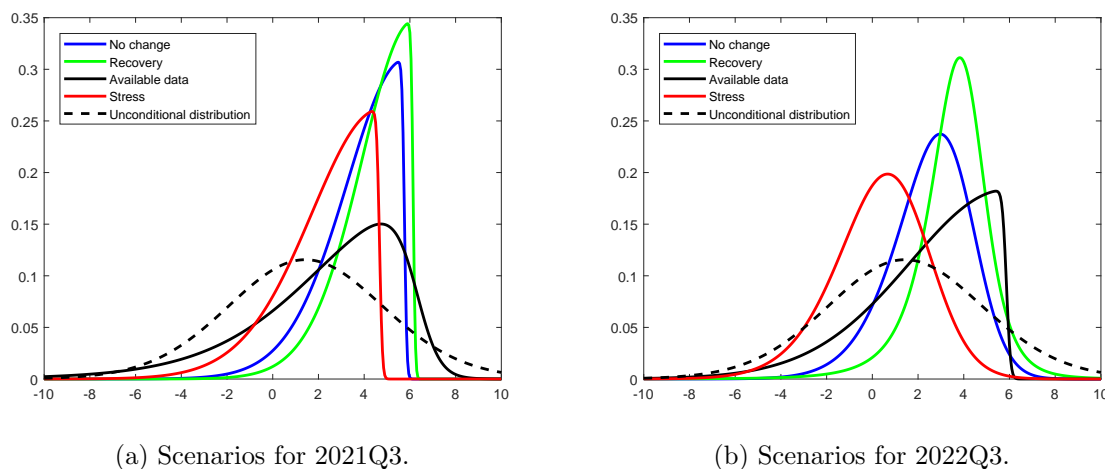 0.35
0.3
0.25
0.2
0.15
0.1
0.05
0
-10 -8 -6 -4 -2 0 2 4 6 8 10
No change
Recovery
Available data
Stress
Unconditional distribution
(a) Scenarios for 2021Q3.
0.35
0.3
0.25
0.2
0.15
0.1
0.05
0
-10 -8 -6 -4 -2 0 2 4 6 8 10
No change
Recovery
Available data
Stress
Unconditional distribution
(b) Scenarios for 2022Q3.